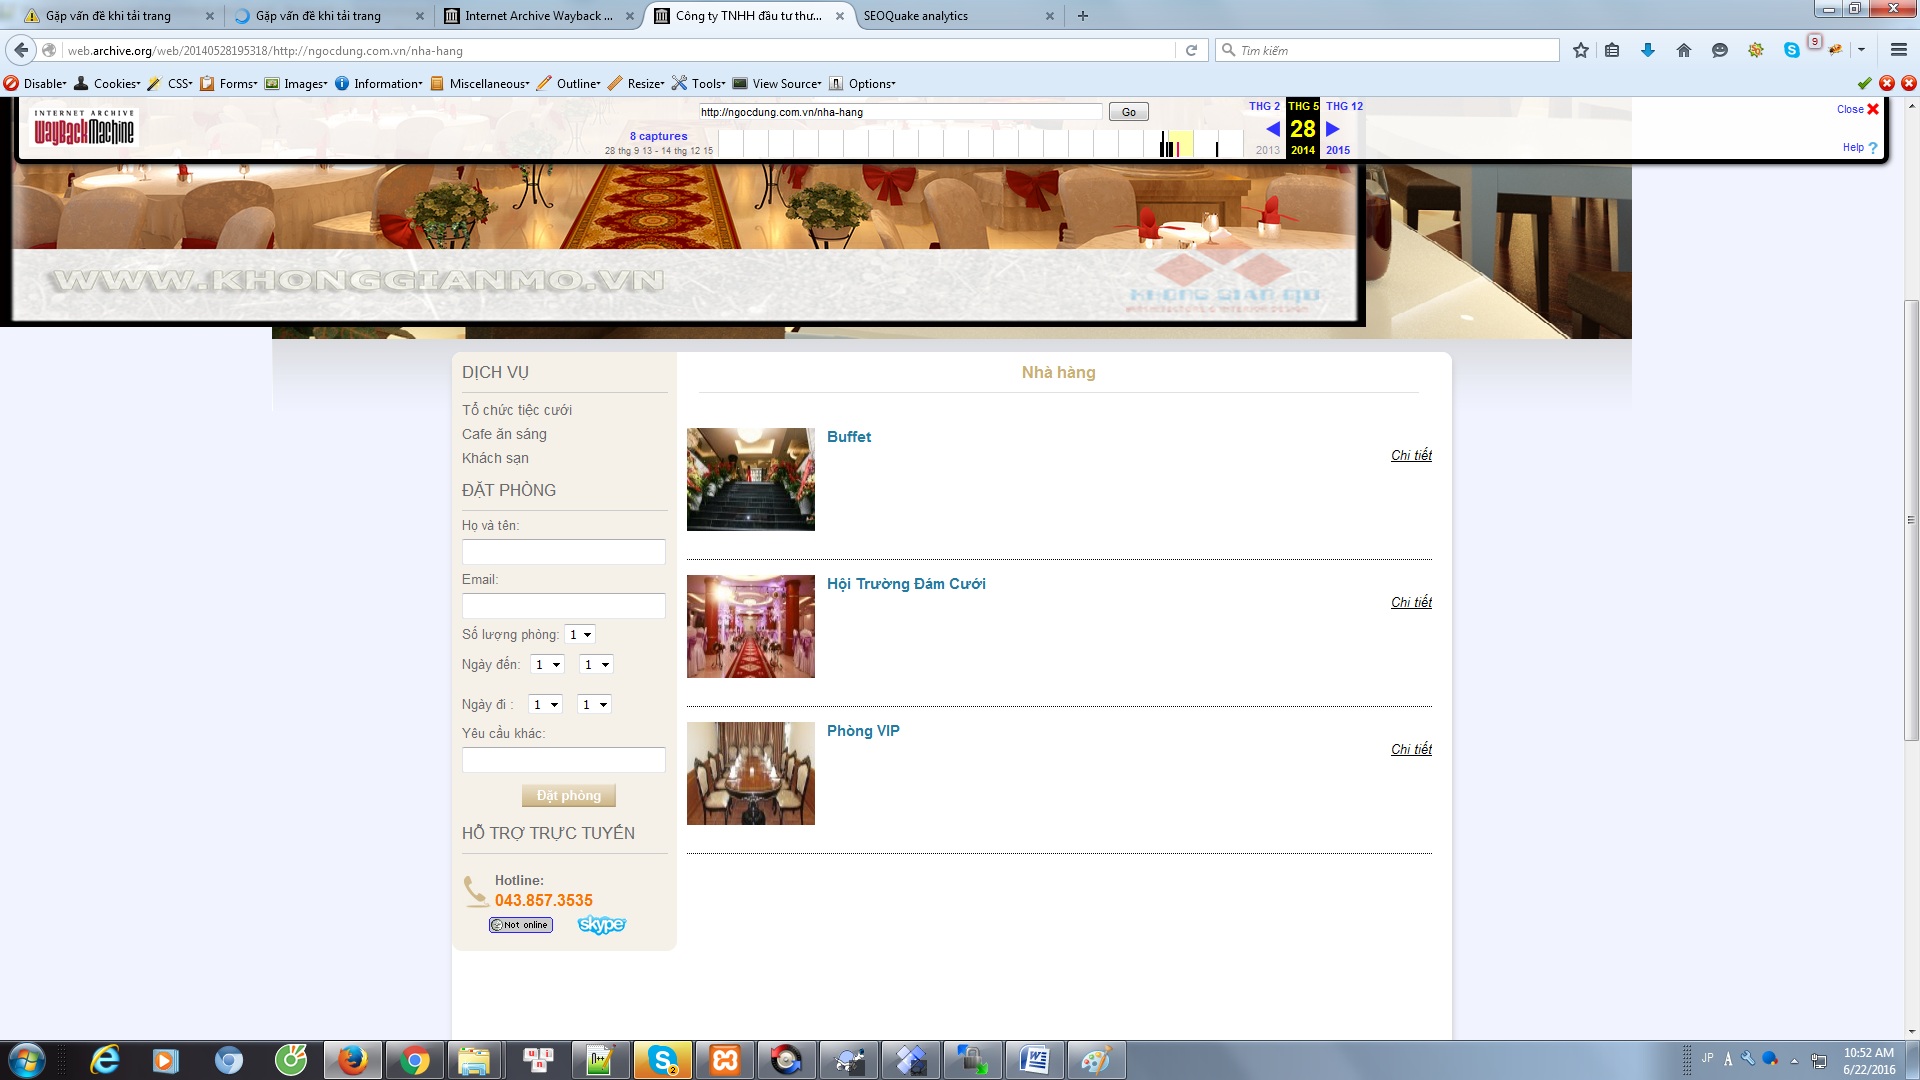 Gặp vấn đề khi tải trang
Gặp vấn đề khi tải trang
Internet Archive Wayback ...
Công ty TNHH đầu tư thư...
SEOQuake analytics
web.archive.org/web/20140528195318/http://ngocdung.com.vn/nha-hang
Tìm kiếm
9
Disable
Cookies
CSS
Forms
Images
Information
Miscellaneous
Outline
Resize
Tools
View Source
Options
INTERNET ARCHIVE
WayBackMachine
http://ngocdung.com.vn/nha-hang
Go
8 captures
28 thg 9 13 - 14 thg 12 15
THG 2 THG 5 THG 12
28
2013 2014 2015
Close
Help ?
WWW.KHONGGIANMO.VN
DỊCH VỤ
Tổ chức tiệc cưới
Cafe ăn sáng
Khách sạn
ĐẶT PHÒNG
Họ và tên:
Email:
Số lượng phòng: 1
Ngày đến: 1 1
Ngày đi : 1 1
Yêu cầu khác:
Đặt phòng
HỖ TRỢ TRỰC TUYẾN
Hotline:
043.857.3535
Not online
skype
Nhà hàng
Buffet
Chi tiết
Hội Trường Đám Cưới
Chi tiết
Phòng VIP
Chi tiết
JP
10:52 AM
6/22/2016